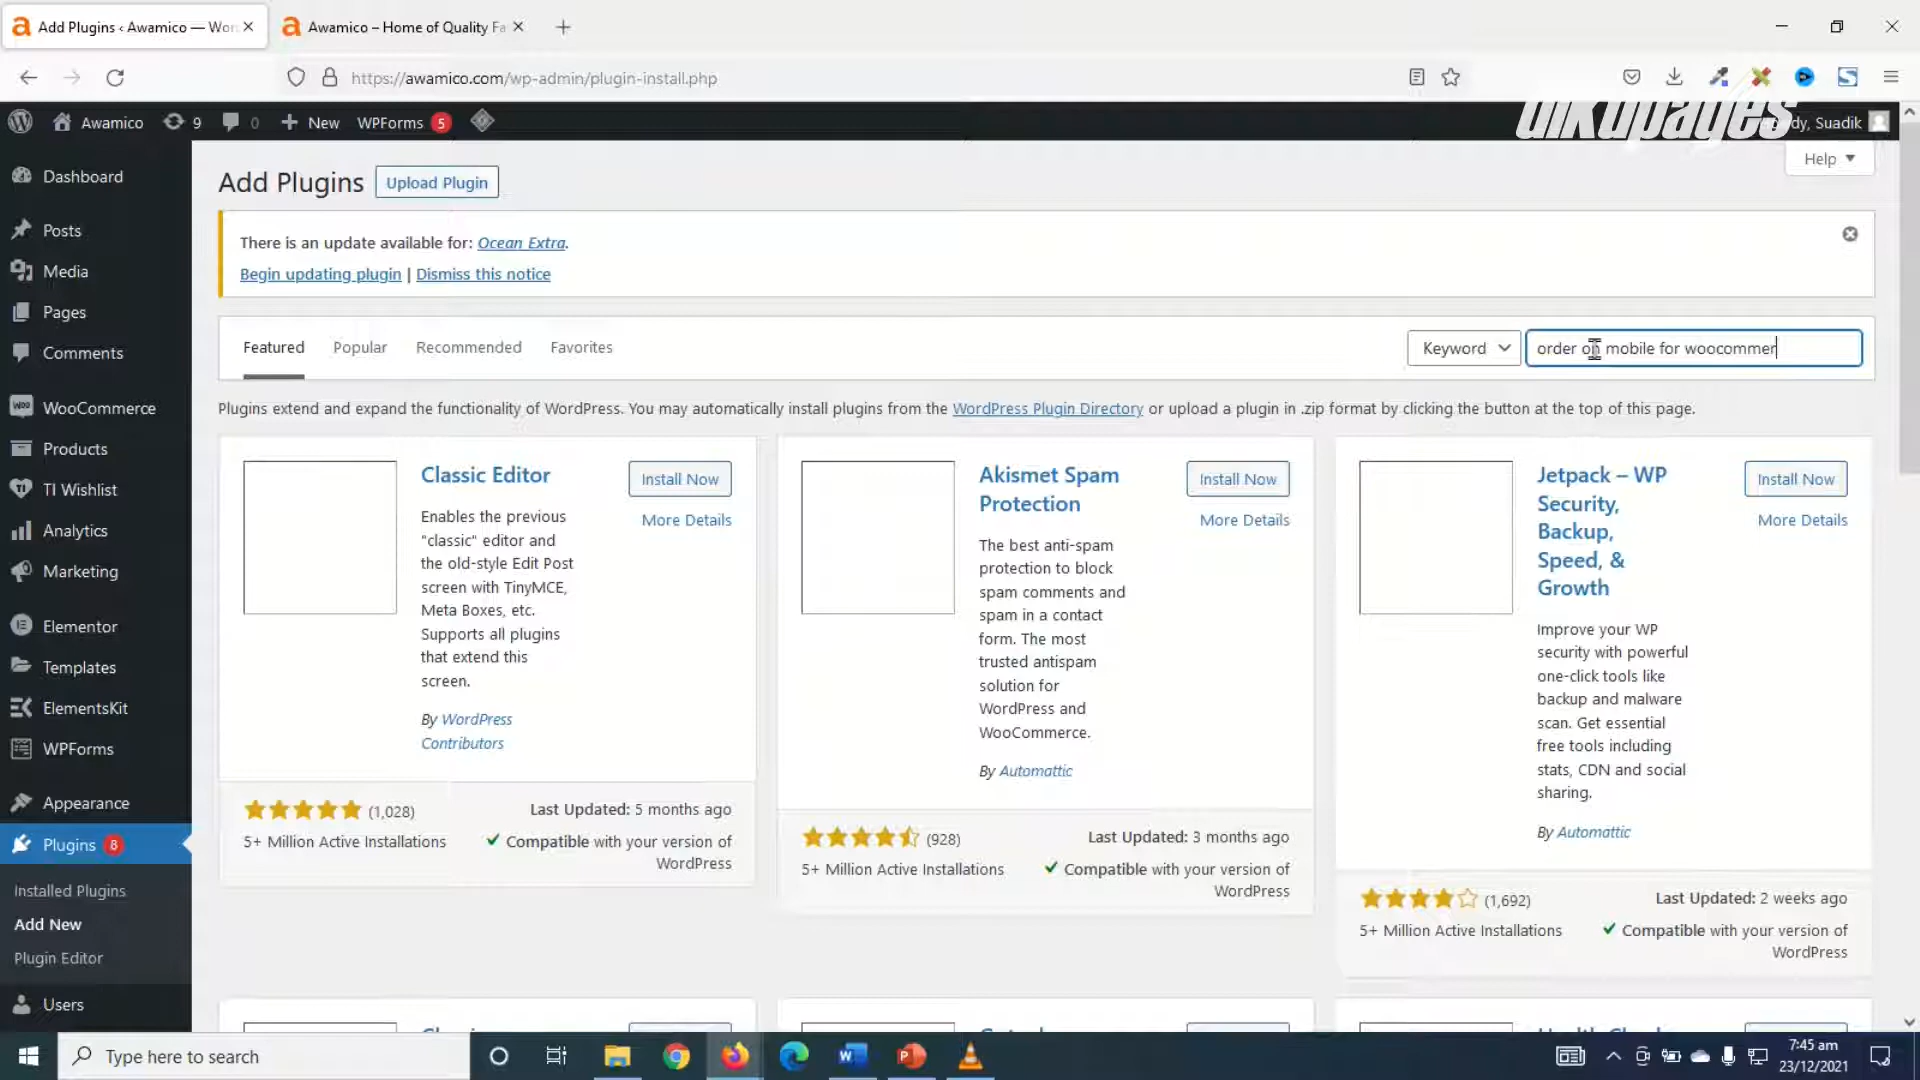 Add Plugins ‹ Awamico — Wor
Awamico – Home of Quality Fa
https://awamico.com/wp-admin/plugin-install.php
Awamico 9 0 New WPForms 5
dy, Suadik
Help
dikupages
Dashboard
Posts
Media
Pages
Comments
WooCommerce
Products
TI Wishlist
Analytics
Marketing
Elementor
Templates
ElementsKit
WPForms
Appearance
Plugins 8
Installed Plugins
Add New
Plugin Editor
Users
Add Plugins Upload Plugin
There is an update available for: Ocean Extra.
Begin updating plugin | Dismiss this notice
Featured Popular Recommended Favorites
Keyword order on mobile for woocommer
Plugins extend and expand the functionality of WordPress. You may automatically install plugins from the WordPress Plugin Directory or upload a plugin in .zip format by clicking the button at the top of this page.
Classic Editor
Install Now
More Details
Enables the previous
"classic" editor and
the old-style Edit Post
screen with TinyMCE,
Meta Boxes, etc.
Supports all plugins
that extend this
screen.
By WordPress
Contributors
(1,028)
Last Updated: 5 months ago
5+ Million Active Installations
Compatible with your version of
WordPress
Akismet Spam
Protection
Install Now
More Details
The best anti-spam
protection to block
spam comments and
spam in a contact
form. The most
trusted antispam
solution for
WordPress and
WooCommerce.
By Automattic
(928)
Last Updated: 3 months ago
5+ Million Active Installations
Compatible with your version of
WordPress
Jetpack – WP
Security,
Backup,
Speed, &
Growth
Install Now
More Details
Improve your WP
security with powerful
one-click tools like
backup and malware
scan. Get essential
free tools including
stats, CDN and social
sharing.
By Automattic
(1,692)
Last Updated: 2 weeks ago
5+ Million Active Installations
Compatible with your version of
WordPress
Type here to search
7:45 am
23/12/2021